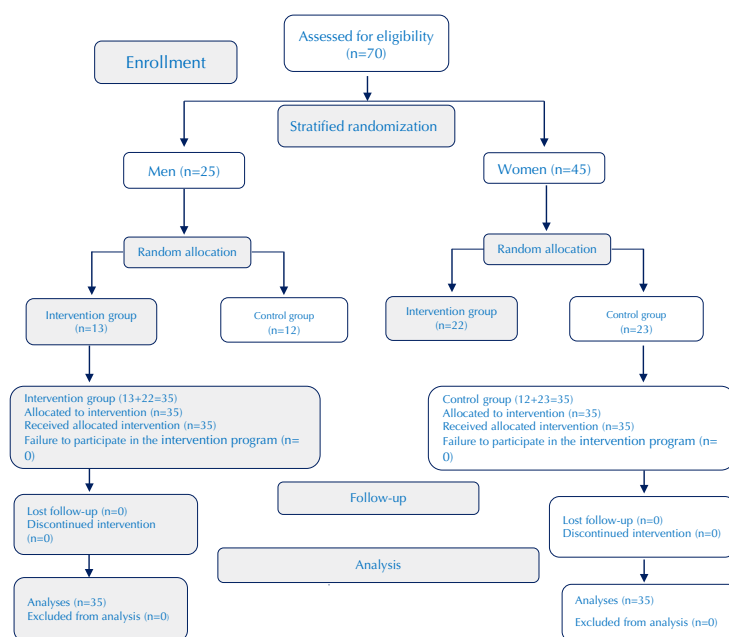 Assessed for eligibility
(n=70)
Enrollment
Stratified randomization
Men (n=25)
Women (n=45)
Random allocation
Random allocation
Intervention group
(n=13)
Control group
(n=12)
Intervention group
(n=22)
Control group
(n=23)
Intervention group (13+22=35)
Allocated to intervention (n=35)
Received allocated intervention (n=35)
Failure to participate in the intervention program (n=
0)
Control group (12+23=35)
Allocated to intervention (n=35)
Received allocated intervention (n=35)
Failure to participate in the intervention program (n=
0)
Follow-up
Lost follow-up (n=0)
Discontinued intervention
(n=0)
Lost follow-up (n=0)
Discontinued intervention (n=0)
Analysis
Analyses (n=35)
Excluded from analysis (n=0)
Analyses (n=35)
Excluded from analysis (n=0)